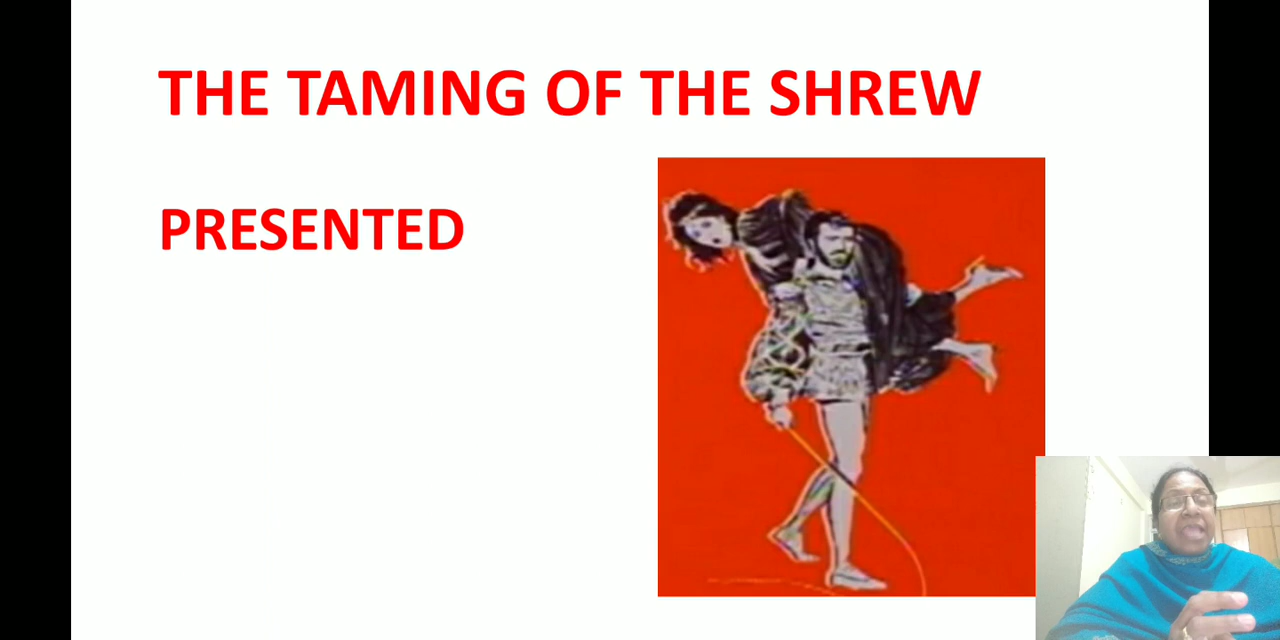 THE TAMING OF THE SHREW
PRESENTED